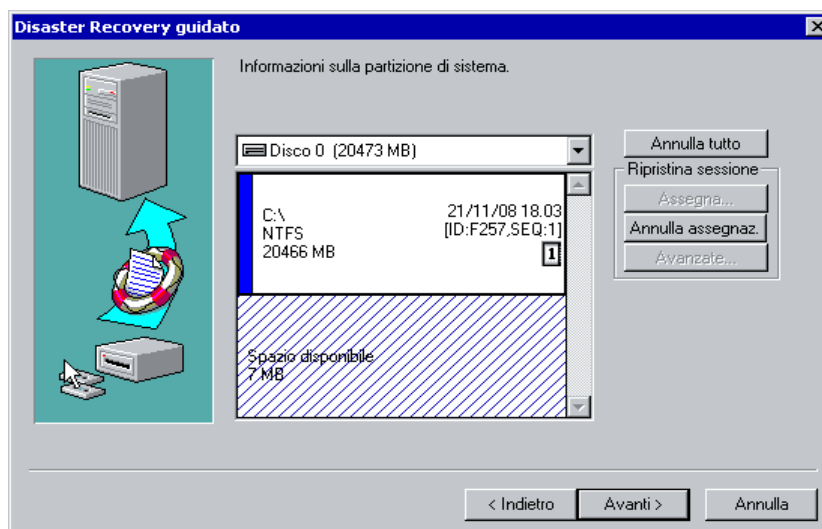 Disaster Recovery guidato
Informazioni sulla partizione di sistema.
Disco 0 (20473 MB)
C:\
NTFS
20466 MB
21/11/08 18.03
[ID:F257,SEQ:1]
1
Spazio disponibile
7 MB
Annulla tutto
Ripristina sessione
Assegna...
Annulla assegnaz.
Avanzate...
< Indietro
Avanti >
Annulla